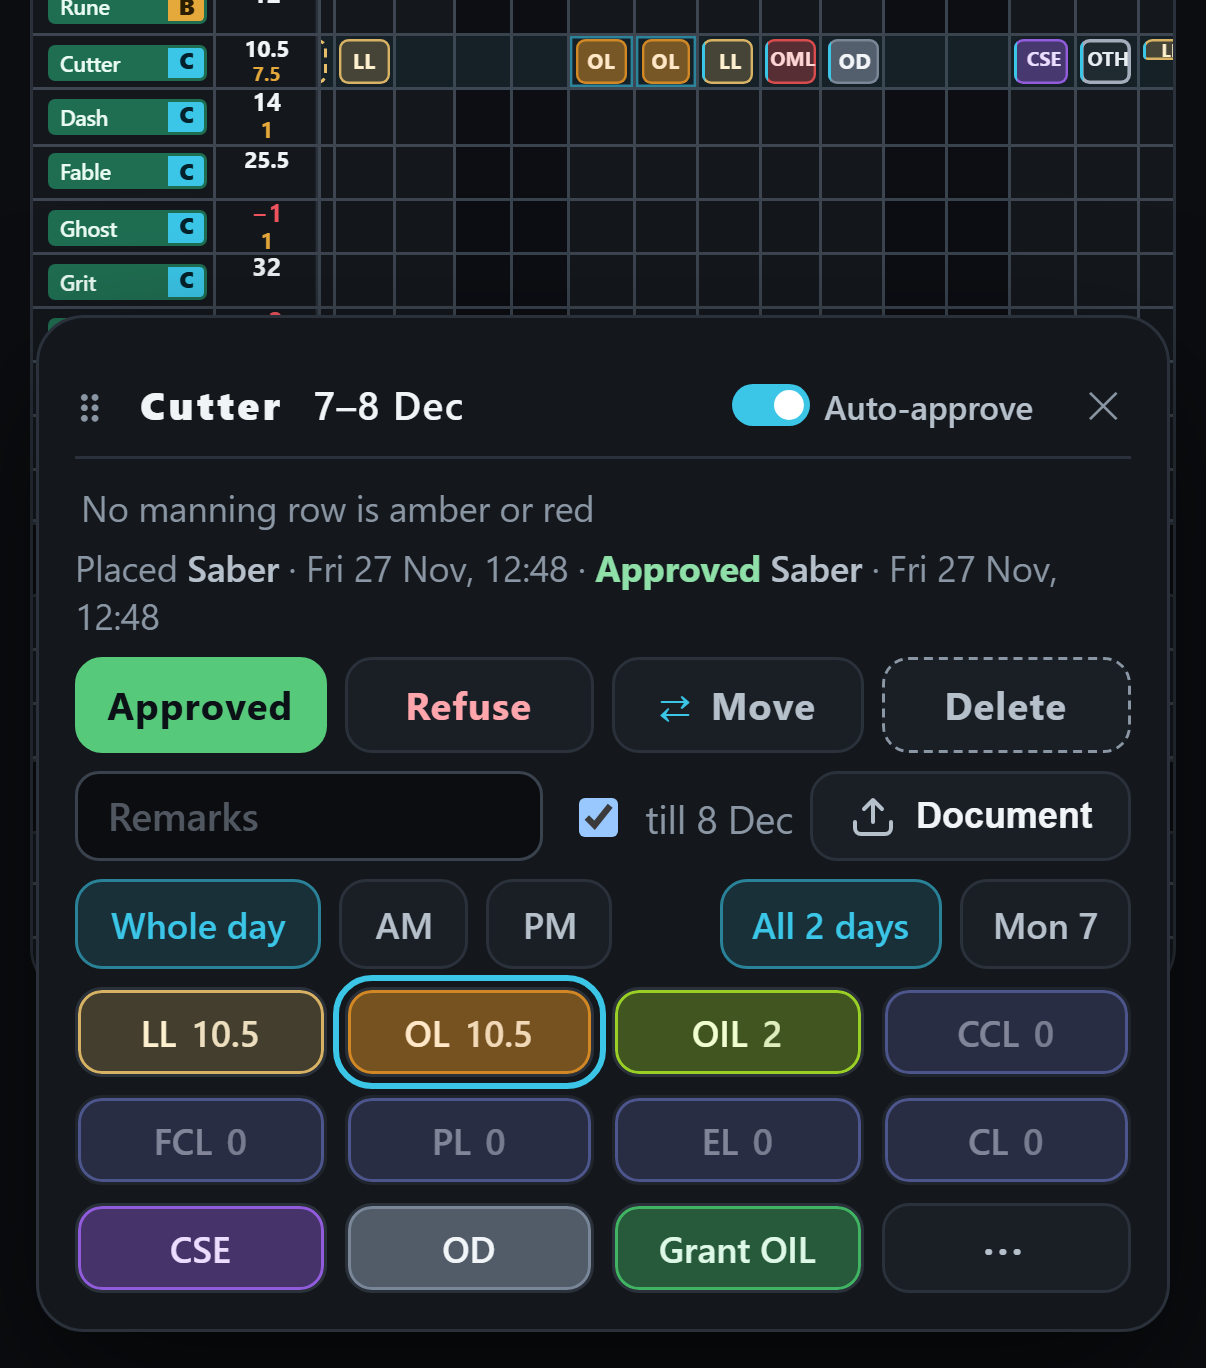 Rune B
Cutter C 10.5 LL OL OL LL OML OD CSE OTH
7.5
Dash C 14
1
Fable C 25.5
Ghost C −1
1
Grit C 32
Cutter 7–8 Dec Auto-approve
No manning row is amber or red
Placed Saber · Fri 27 Nov, 12:48 · Approved Saber · Fri 27 Nov,
12:48
Approved Refuse ⇄ Move Delete
Remarks till 8 Dec Document
Whole day AM PM All 2 days Mon 7
LL 10.5 OL 10.5 OIL 2 CCL 0
FCL 0 PL 0 EL 0 CL 0
CSE OD Grant OIL ...